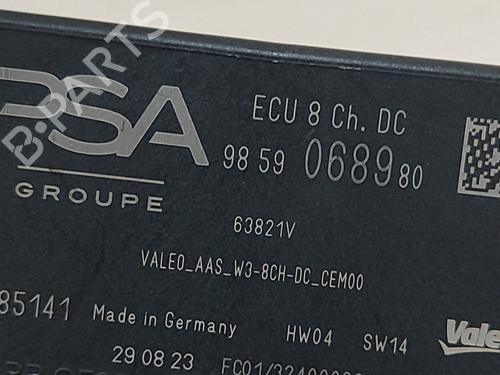 PSA
GROUPE
ECU 8 Ch. DC
98 59 0689 80
63821V
VALEO_AAS_W3-8CH-DC_CEM00
85141 Made in Germany HW04 SW14
Valeo
29 08 23
B-PARTS